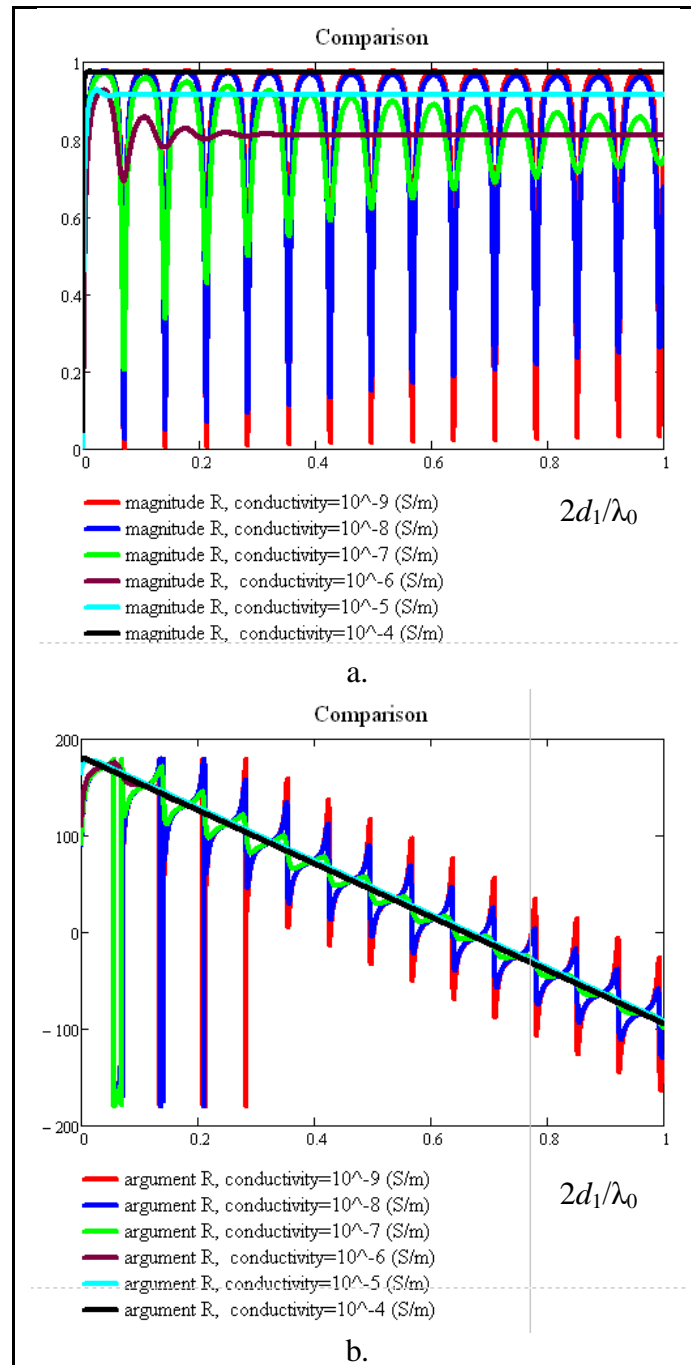 Comparison
1
0.8
0.6
0.4
0.2
0
0 0.2 0.4 0.6 0.8 1
magnitude R, conductivity=10^-9 (S/m)
magnitude R, conductivity=10^-8 (S/m)
magnitude R, conductivity=10^-7 (S/m)
magnitude R, conductivity=10^-6 (S/m)
magnitude R, conductivity=10^-5 (S/m)
magnitude R, conductivity=10^-4 (S/m)
2d₁/λ₀
a.
Comparison
200
100
0
− 100
− 200
0 0.2 0.4 0.6 0.8 1
argument R, conductivity=10^-9 (S/m)
argument R, conductivity=10^-8 (S/m)
argument R, conductivity=10^-7 (S/m)
argument R, conductivity=10^-6 (S/m)
argument R, conductivity=10^-5 (S/m)
argument R, conductivity=10^-4 (S/m)
2d₁/λ₀
b.